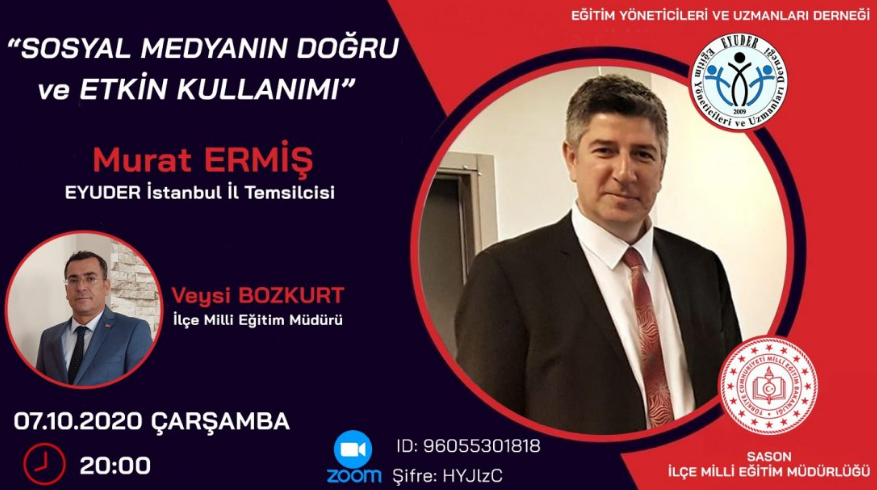 EĞİTİM YÖNETİCİLERİ VE UZMANLARI DERNEĞİ
“SOSYAL MEDYANIN DOĞRU
ve ETKİN KULLANIMI”
EYUDER
Eğitim Yöneticileri ve Uzmanları Derneği
2009
Murat ERMİŞ
EYUDER İstanbul İl Temsilcisi
Veysi BOZKURT
İlçe Milli Eğitim Müdürü
TÜRKİYE CUMHURİYETİ MİLLÎ EĞİTİM BAKANLIĞI
07.10.2020 ÇARŞAMBA
20:00
zoom
ID: 96055301818
Şifre: HYJlzC
SASON
İLÇE MİLLİ EĞİTİM MÜDÜRLÜĞÜ